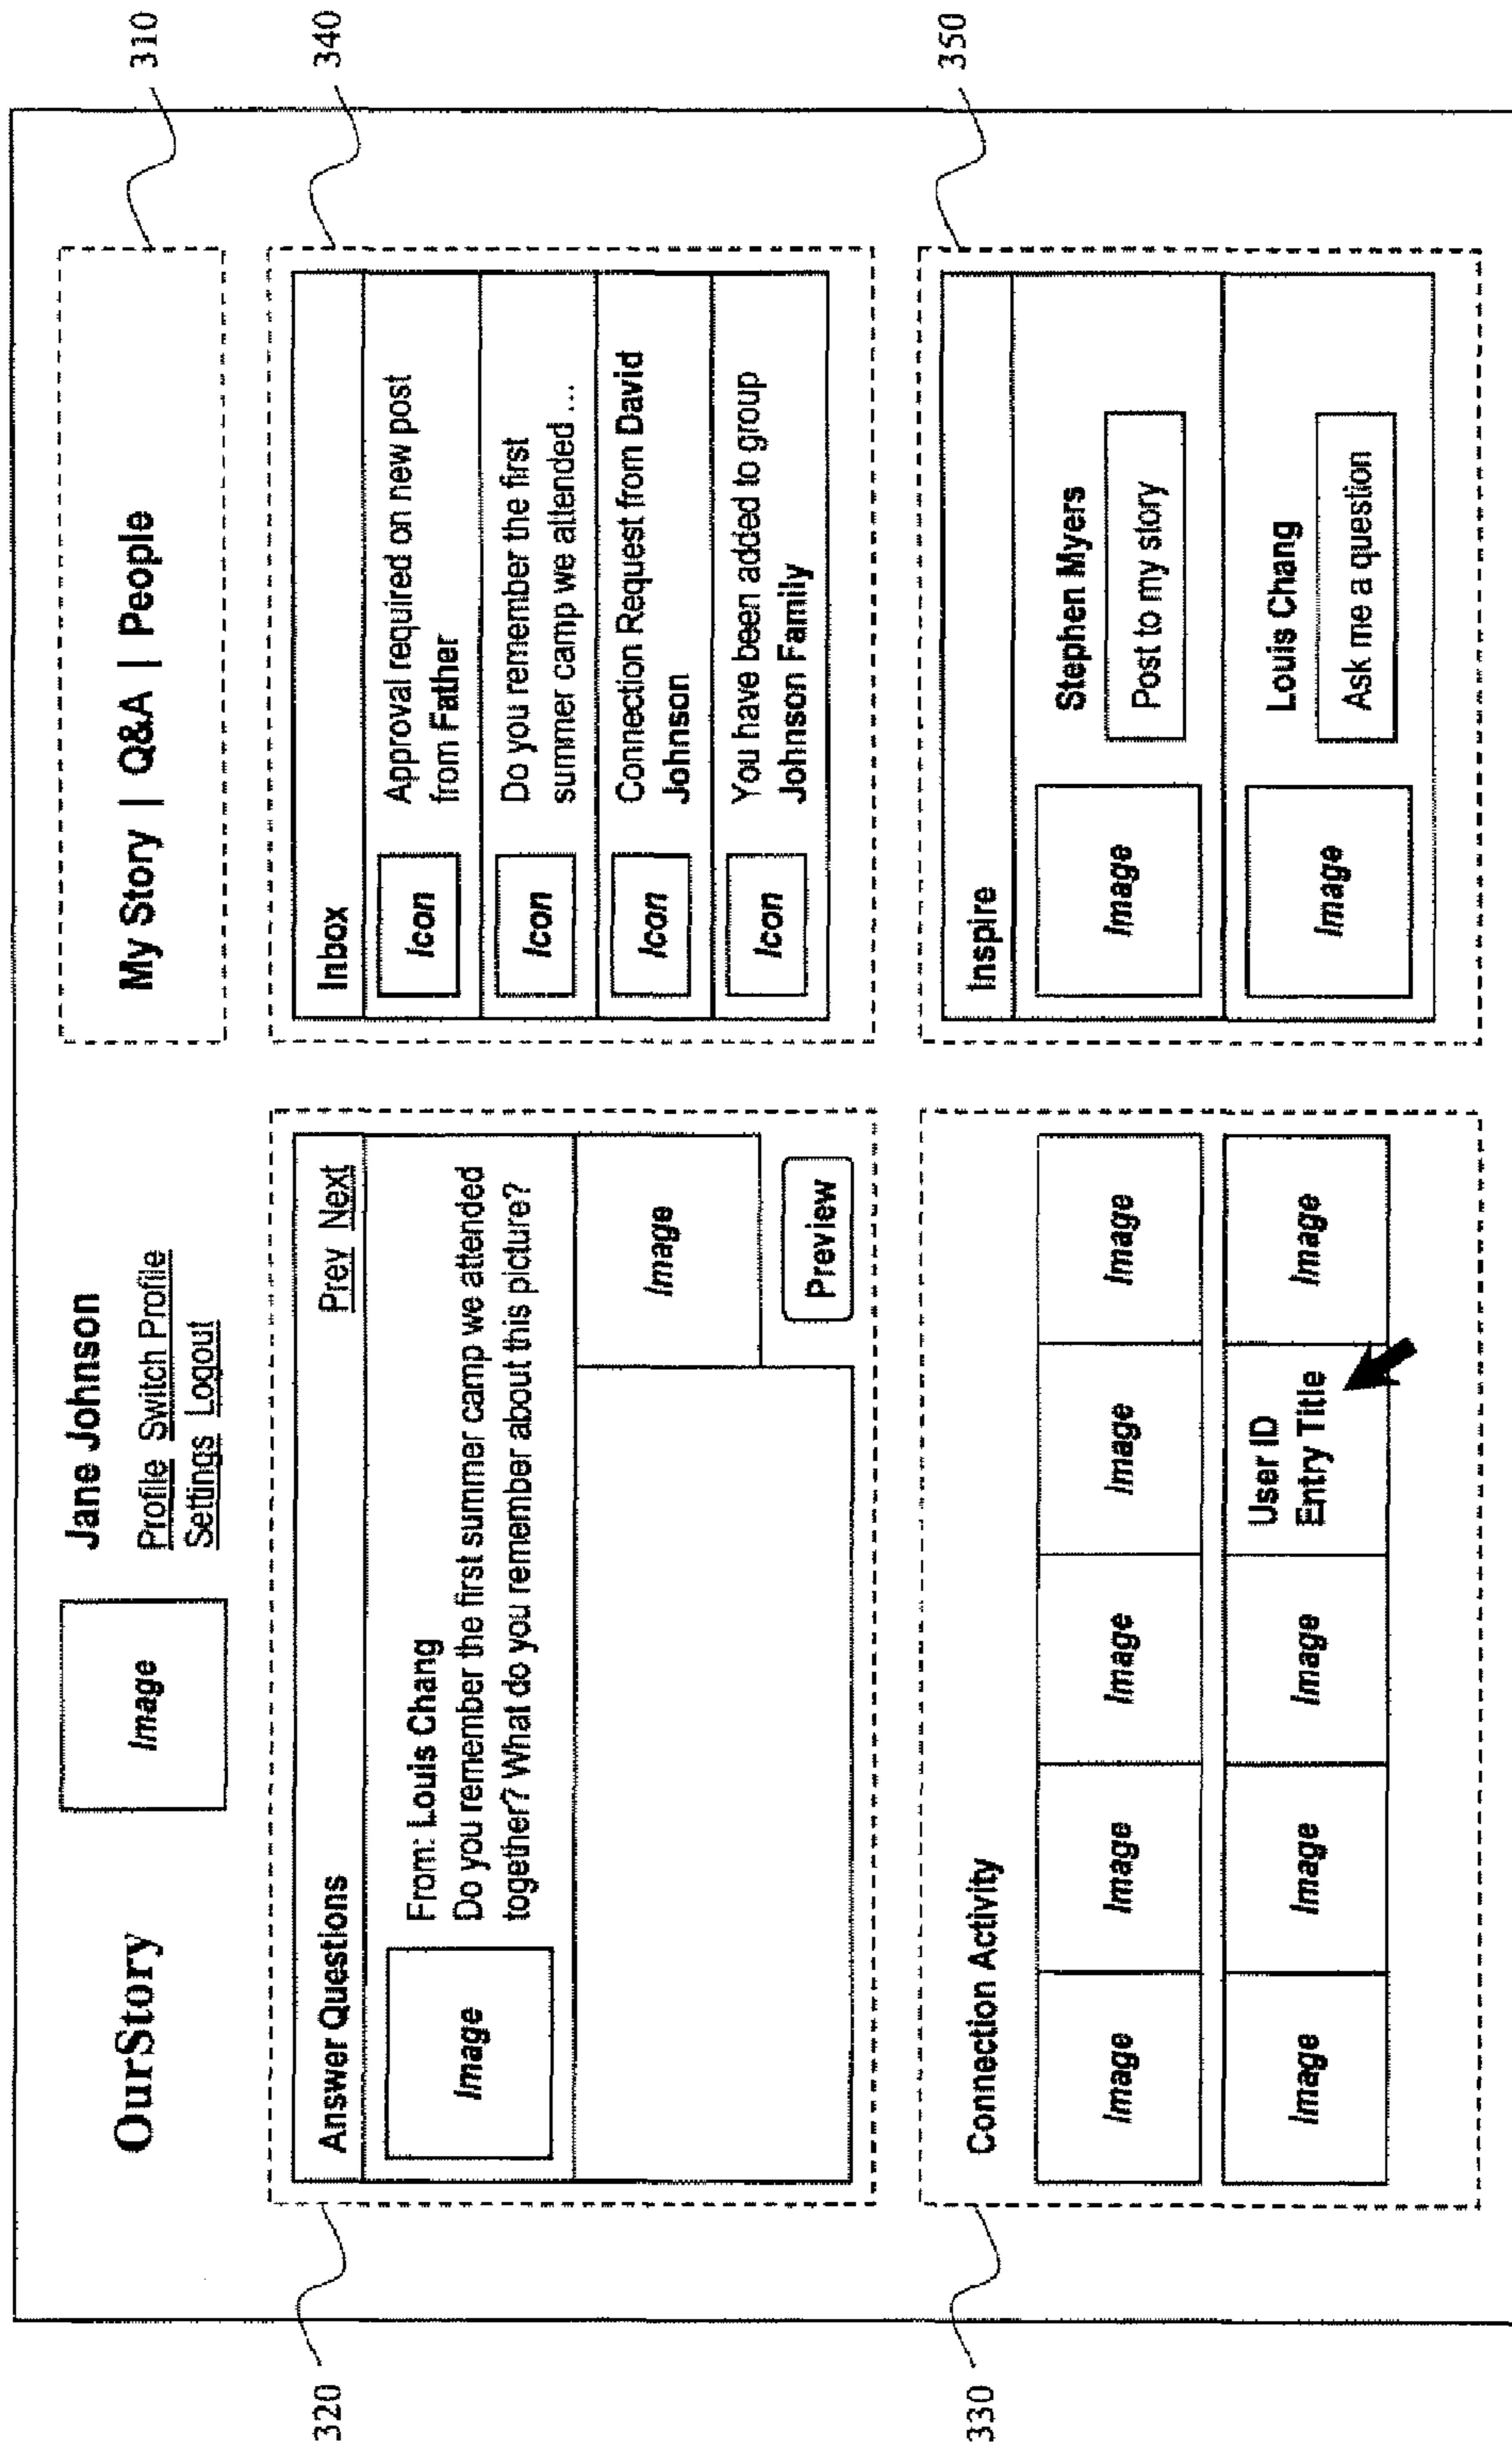 OurStory
Image
Jane Johnson
Profile Switch Profile
Settings Logout
My Story | Q&A | People
310
Answer Questions
Prev Next
Image
From: Louis Chang
Do you remember the first summer camp we attended
together? What do you remember about this picture?
Image
Preview
320
Inbox
Icon
Approval required on new post
from Father
Icon
Do you remember the first
summer camp we attended ...
Icon
Connection Request from David
Johnson
Icon
You have been added to group
Johnson Family
340
Connection Activity
Image Image Image Image Image
Image Image Image User ID Image
Entry Title
330
Inspire
Image
Stephen Myers
Post to my story
Image
Louis Chang
Ask me a question
350